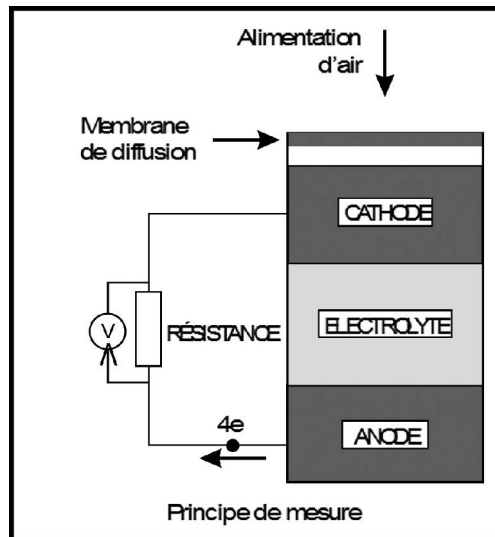 Alimentation
d'air
Membrane
de diffusion
CATHODE
V
RÉSISTANCE
ELECTROLYTE
4e
ANODE
Principe de mesure